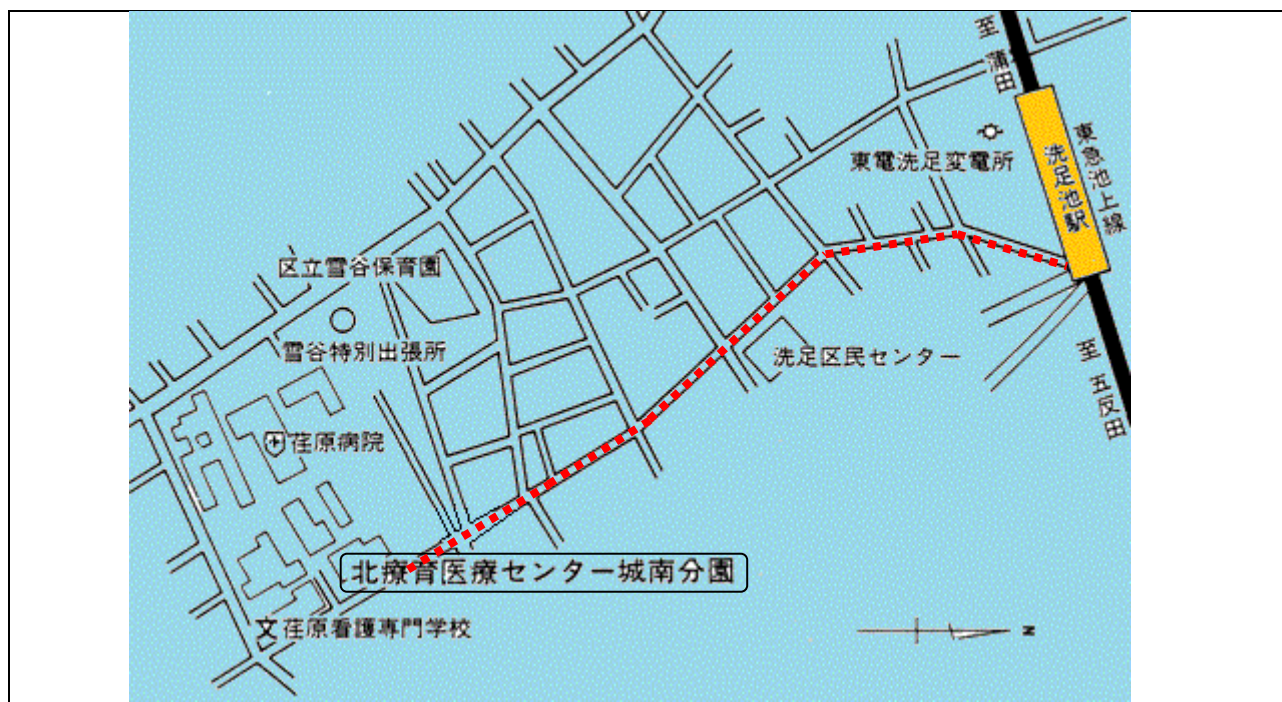 至 蒲田
東急池上線
洗足池駅
東電洗足変電所
区立雪谷保育園
雪谷特別出張所
洗足区民センター
至 五反田
荏原病院
北療育医療センター城南分園
文荏原看護専門学校
N